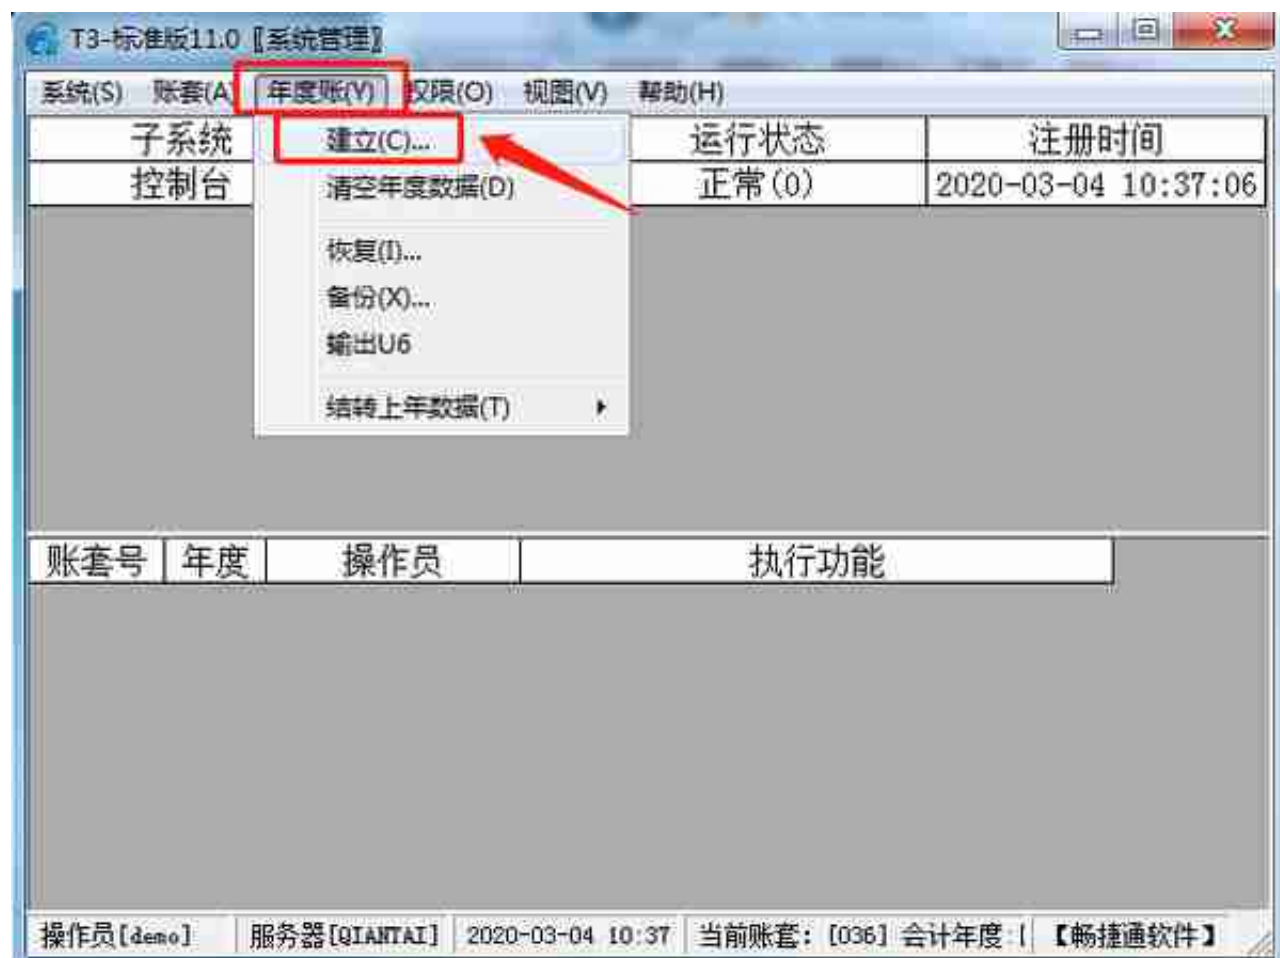 T3-标准版11.0〖系统管理〗
系统(S) 账套(A 年度账(Y) 权限(O) 视图(V) 帮助(H)
子系统 运行状态 注册时间
控制台 正常(0) 2020-03-04 10:37:06
建立(C)...
清空年度数据(D)
恢复(I)...
备份(X)...
输出U6
结转上年数据(T)
账套号 年度 操作员 执行功能
操作员[demo] 服务器[QIANTAI] 2020-03-04 10:37 当前账套: [036] 会计年度:[ 【畅捷通软件】